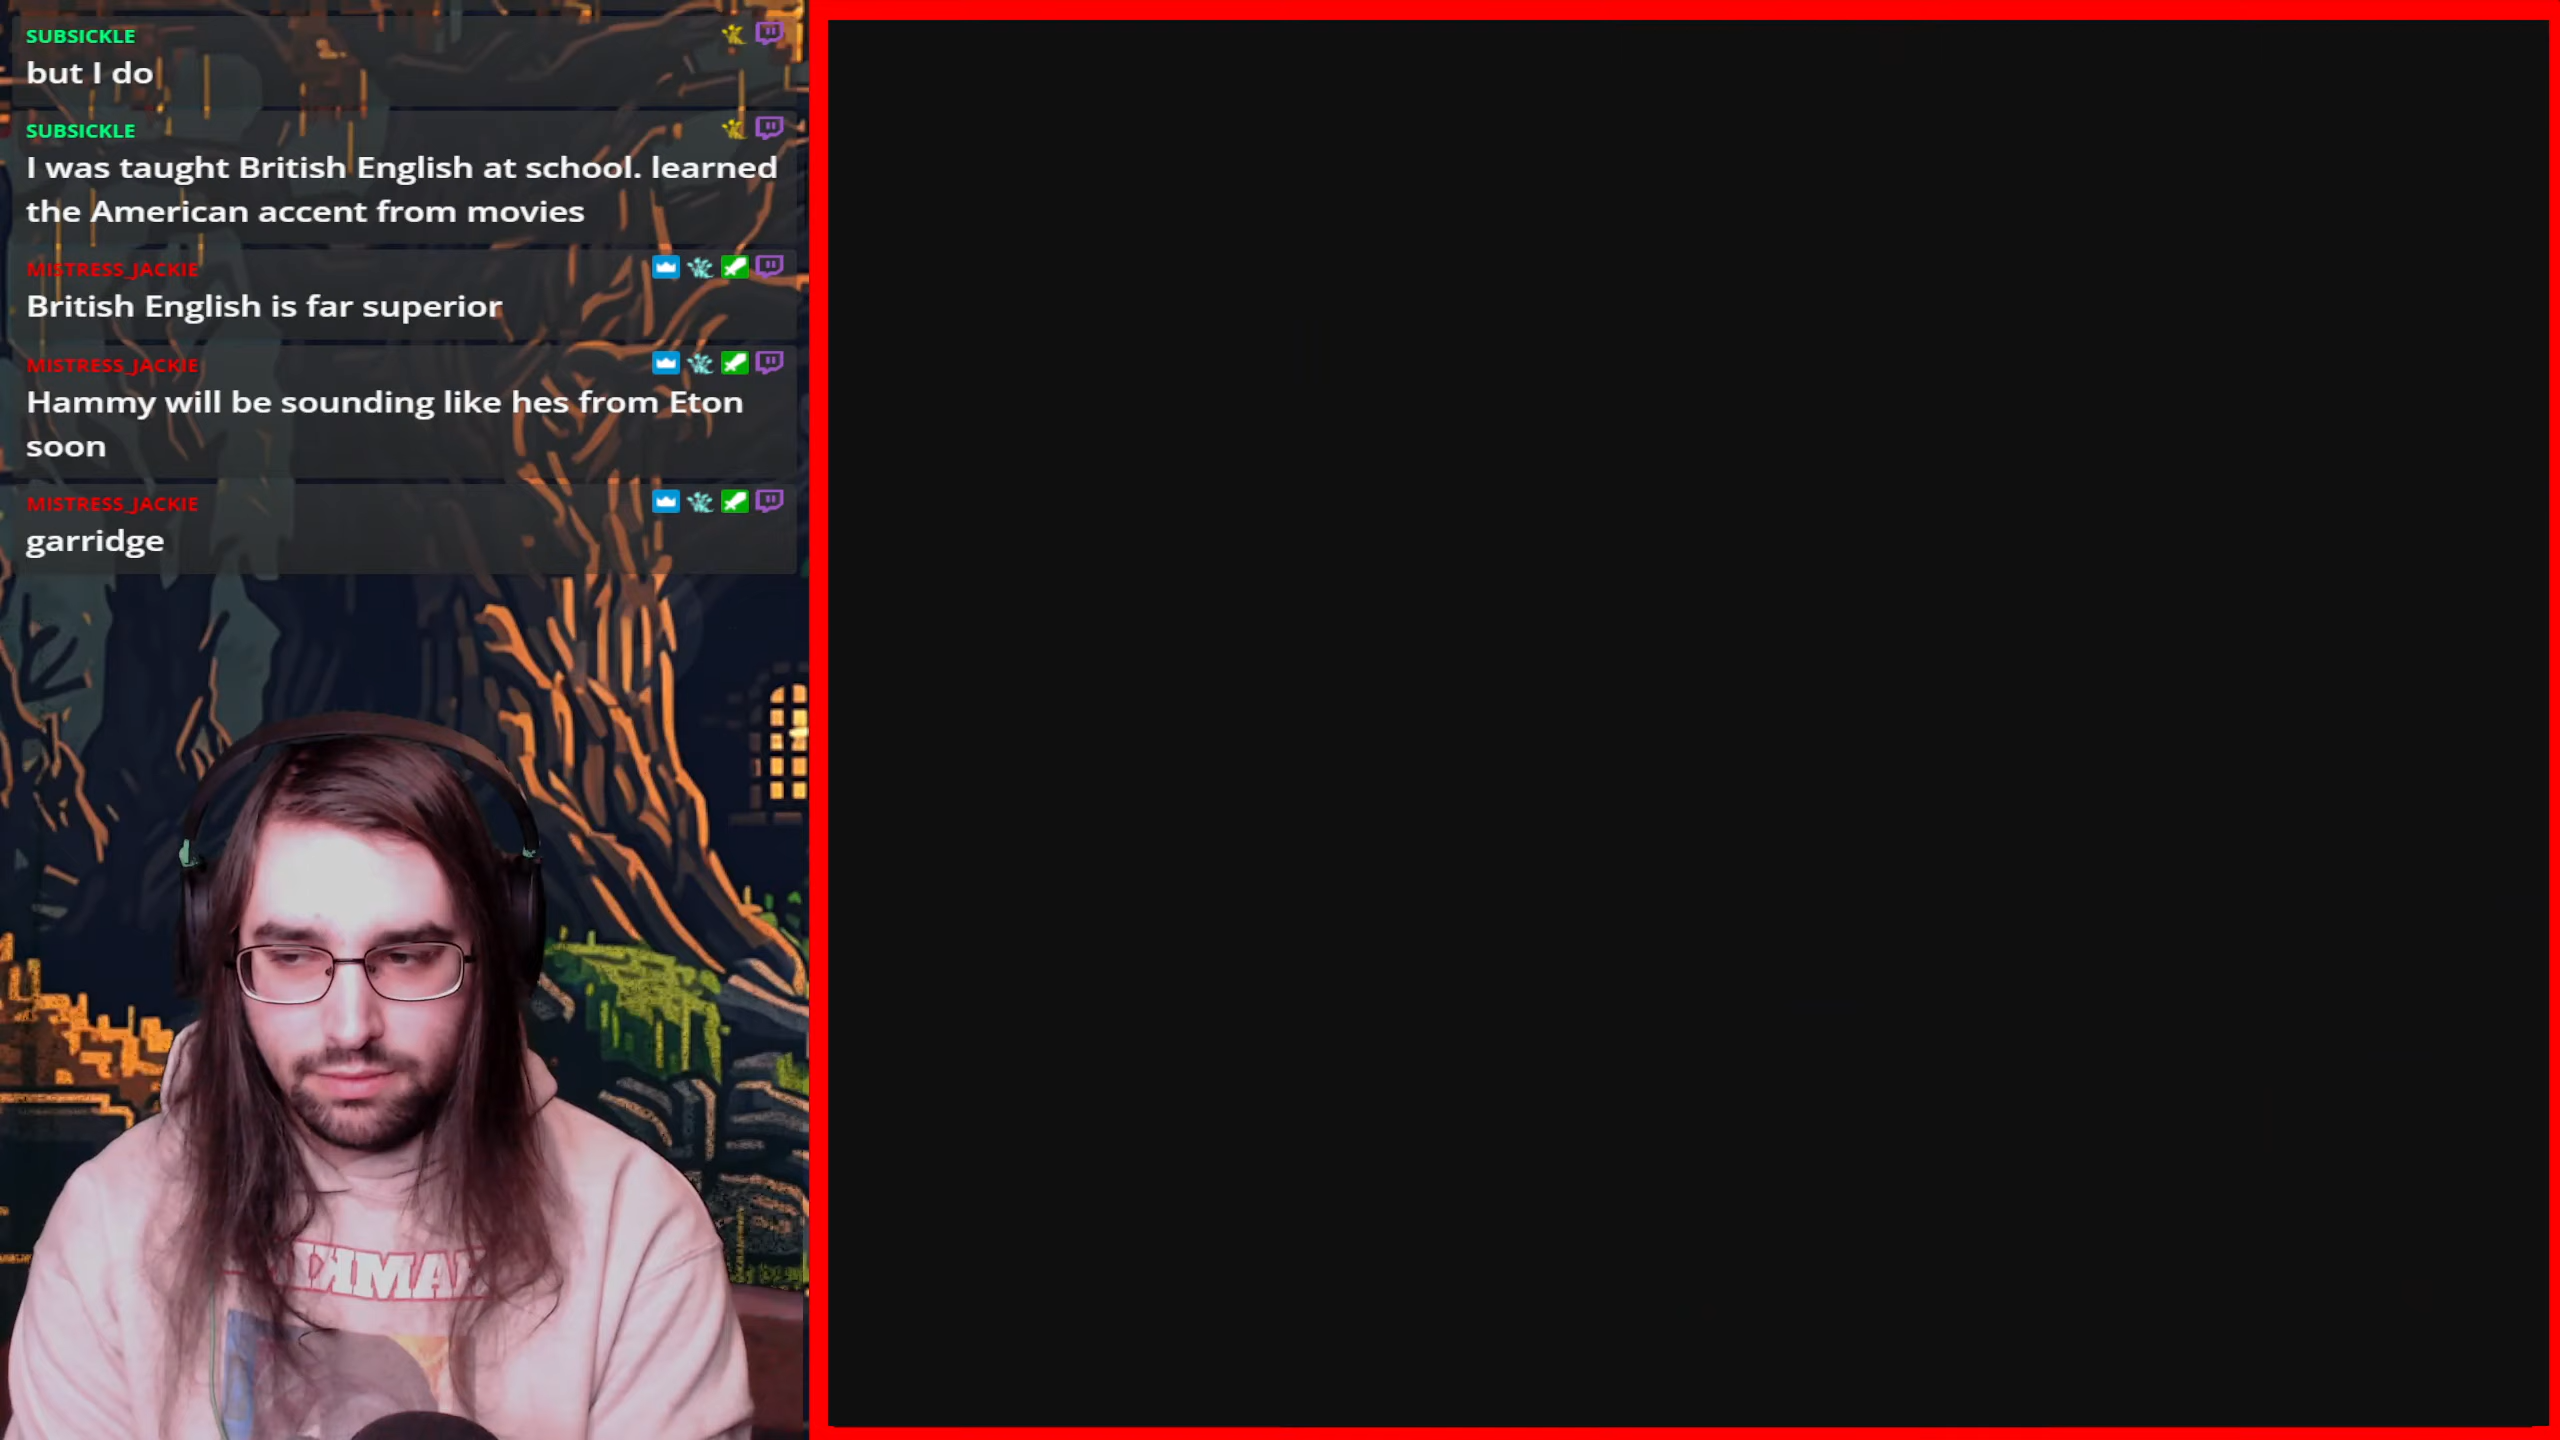 SUBSICKLE
but I do
SUBSICKLE
I was taught British English at school. learned
the American accent from movies
MISTRESS_JACKIE
British English is far superior
MISTRESS_JACKIE
Hammy will be sounding like hes from Eton
soon
MISTRESS_JACKIE
garridge